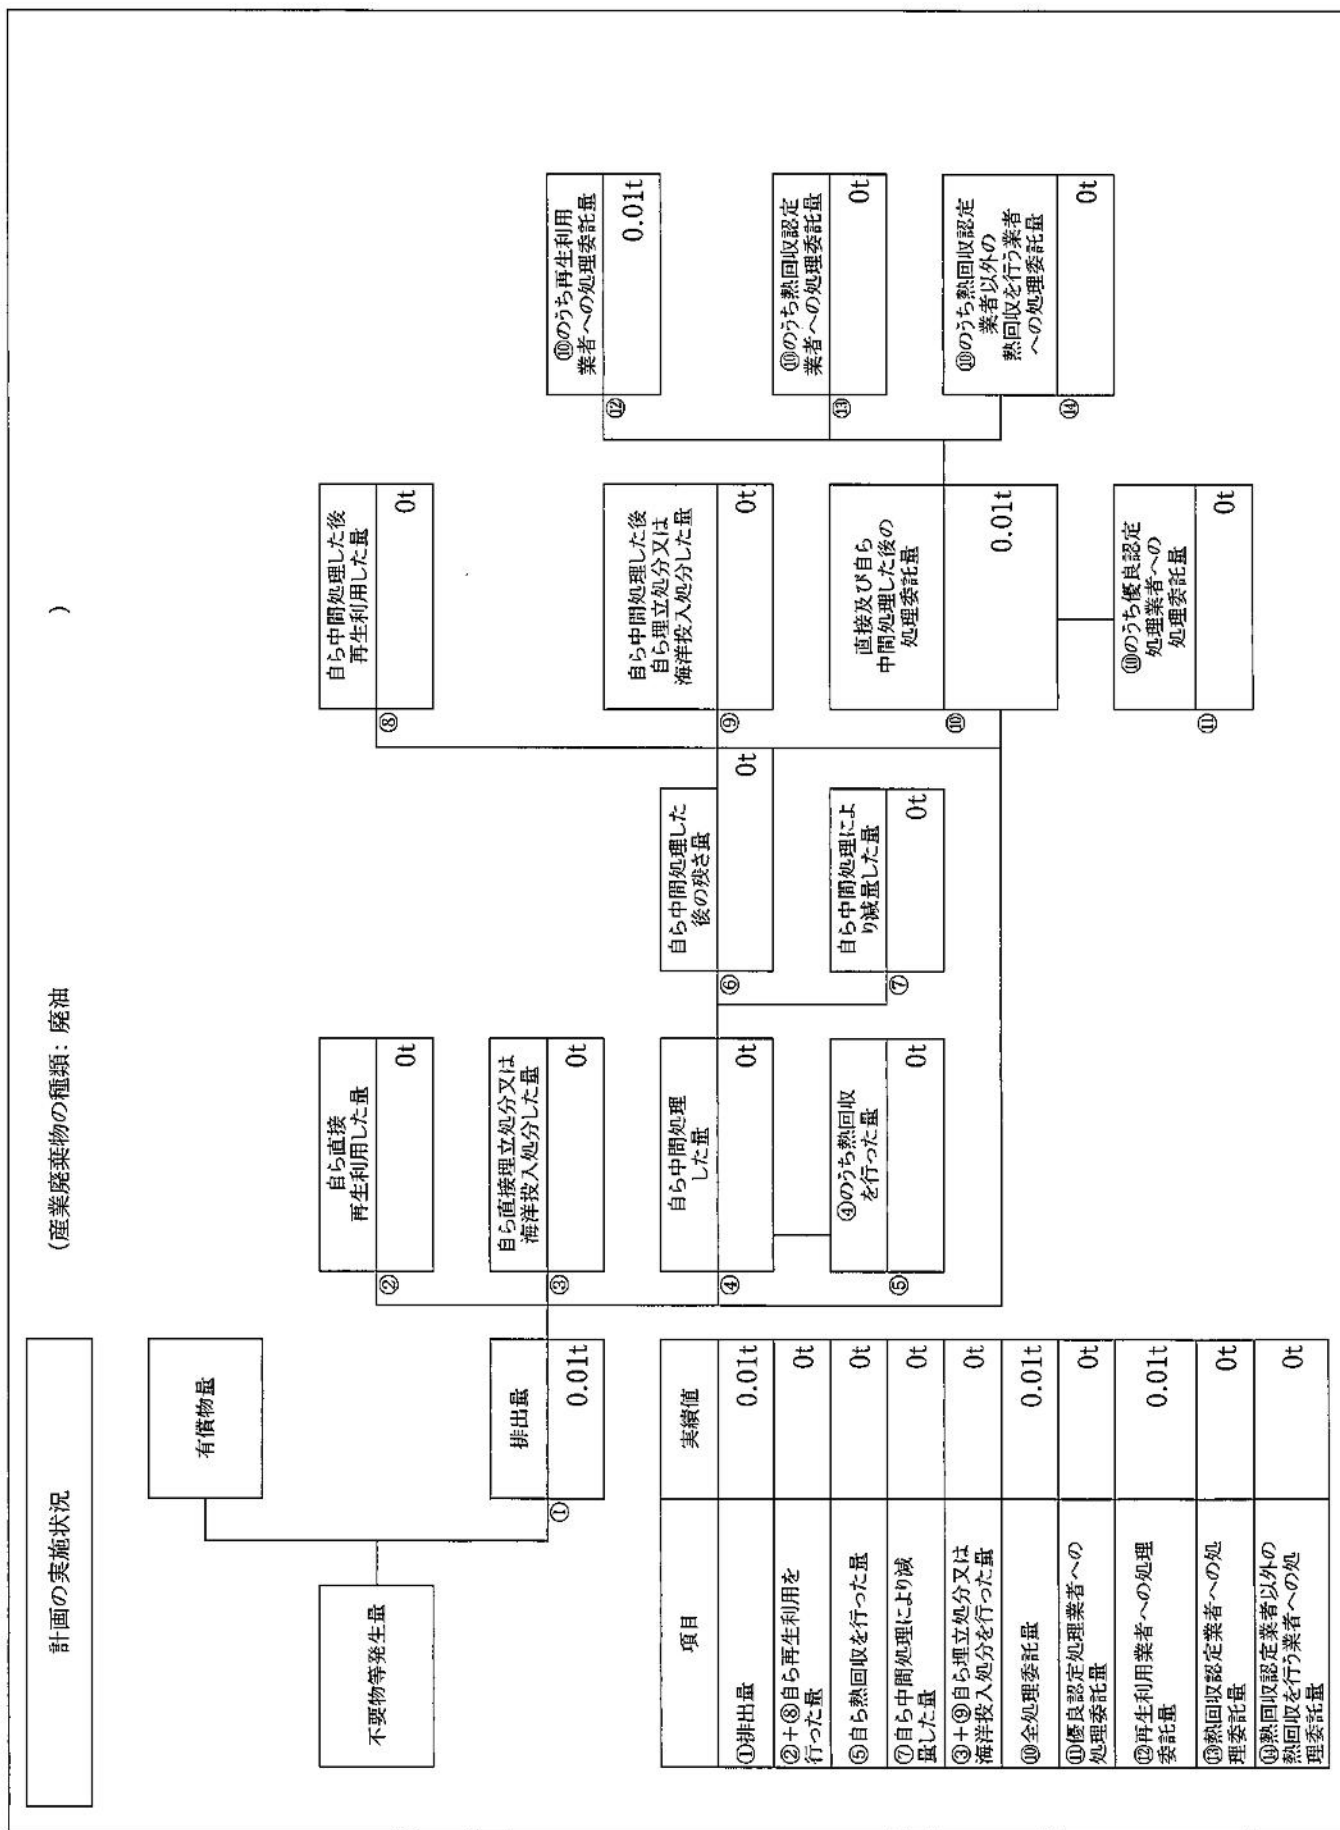 計画の実施状況
(産業廃棄物の種類：廃油
)
不要物等発生量
有償物量
排出量
①
0.01t
自ら直接
再生利用した量
②
0t
自ら直接埋立処分又は
海洋投入処分した量
③
0t
自ら中間処理
した量
④
0t
④のうち熱回収
を行った量
⑤
0t
自ら中間処理した
後の残さ量
⑥
0t
自ら中間処理によ
り減量した量
⑦
0t
自ら中間処理した後
再生利用した量
⑧
0t
自ら中間処理した後
自ら埋立処分又は
海洋投入処分した量
⑨
0t
直接及び自ら
中間処理した後の
処理委託量
⑩
0.01t
⑩のうち優良認定
処理業者への
処理委託量
⑪
0t
⑩のうち再生利用
業者への処理委託量
⑫
0.01t
⑩のうち熱回収認定
業者への処理委託量
⑬
0t
⑩のうち熱回収認定
業者以外の
熱回収を行う業者
への処理委託量
⑭
0t
項目
実績値
①排出量
0.01t
②+⑧自ら再生利用を
行った量
0t
⑤自ら熱回収を行った量
0t
⑦自ら中間処理により減
量した量
0t
③+⑨自ら埋立処分又は
海洋投入処分を行った量
0t
⑩全処理委託量
0.01t
⑪優良認定処理業者への
処理委託量
0t
⑫再生利用業者への処理
委託量
0.01t
⑬熱回収認定業者への処
理委託量
0t
⑭熱回収認定業者以外の
熱回収を行う業者への処
理委託量
0t